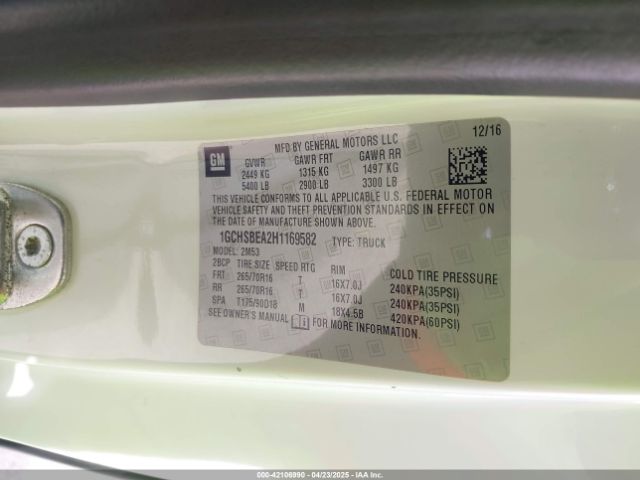 MFD BY GENERAL MOTORS LLC
12/16
GM
GVWR GAWR FRT GAWR RR
2449 KG 1315 KG 1497 KG
5400 LB 2900 LB 3300 LB
THIS VEHICLE CONFORMS TO ALL APPLICABLE U.S. FEDERAL MOTOR
VEHICLE SAFETY AND THEFT PREVENTION STANDARDS IN EFFECT ON
THE DATE OF MANUFACTURE SHOWN ABOVE.
1GCHSBEA2H1169582 TYPE: TRUCK
MODEL: 2M53
2BCP TIRE SIZE SPEED RTG RIM COLD TIRE PRESSURE
FRT 265/70R16 T 16X7.0J 240KPA(35PSI)
RR 265/70R16 T 16X7.0J 240KPA(35PSI)
SPA T175/90D18 M 18X4.5B 420KPA(60PSI)
SEE OWNER'S MANUAL FOR MORE INFORMATION.
000-42106990 - 04/23/2025 - IAA Inc.